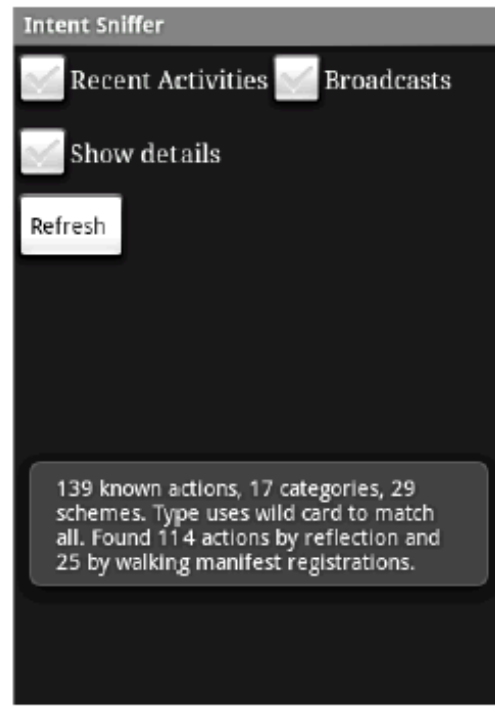 Intent Sniffer
Recent Activities Broadcasts
Show details
Refresh
139 known actions, 17 categories, 29
schemes. Type uses wild card to match
all. Found 114 actions by reflection and
25 by walking manifest registrations.